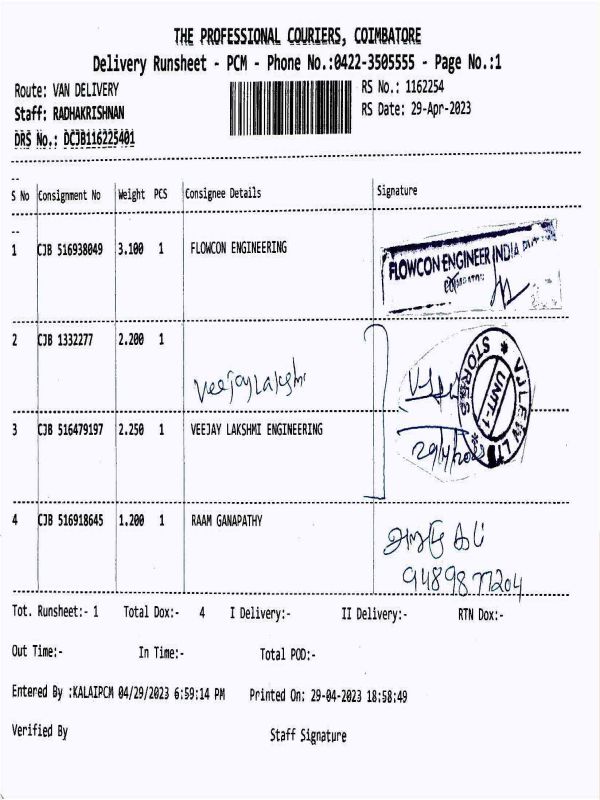 THE PROFESSIONAL COURIERS, COIMBATORE
Delivery Runsheet - PCM - Phone No.:0422-3505555 - Page No.:1
Route: VAN DELIVERY
RS No.: 1162254
Staff: RADHAKRISHNAN
RS Date: 29-Apr-2023
DRS No.: DCJB116225401
--
S No Consignment No Weight PCS Consignee Details Signature
--
1 CJB 516938049 3.100 1 FLOWCON ENGINEERING
FLOWCON ENGINEER INDIA
2 CJB 1332277 2.200 1
Veejay Lakshmi
STORES
UNIT-1
3 CJB 516479197 2.250 1 VEEJAY LAKSHMI ENGINEERING
4 CJB 516918645 1.200 1 RAAM GANAPATHY
Tot. Runsheet:- 1 Total Dox:- 4 I Delivery:- II Delivery:- RTN Dox:-
Out Time:- In Time:- Total POD:-
Entered By :KALAIPCM 04/29/2023 6:59:14 PM Printed On: 29-04-2023 18:58:49
Verified By Staff Signature